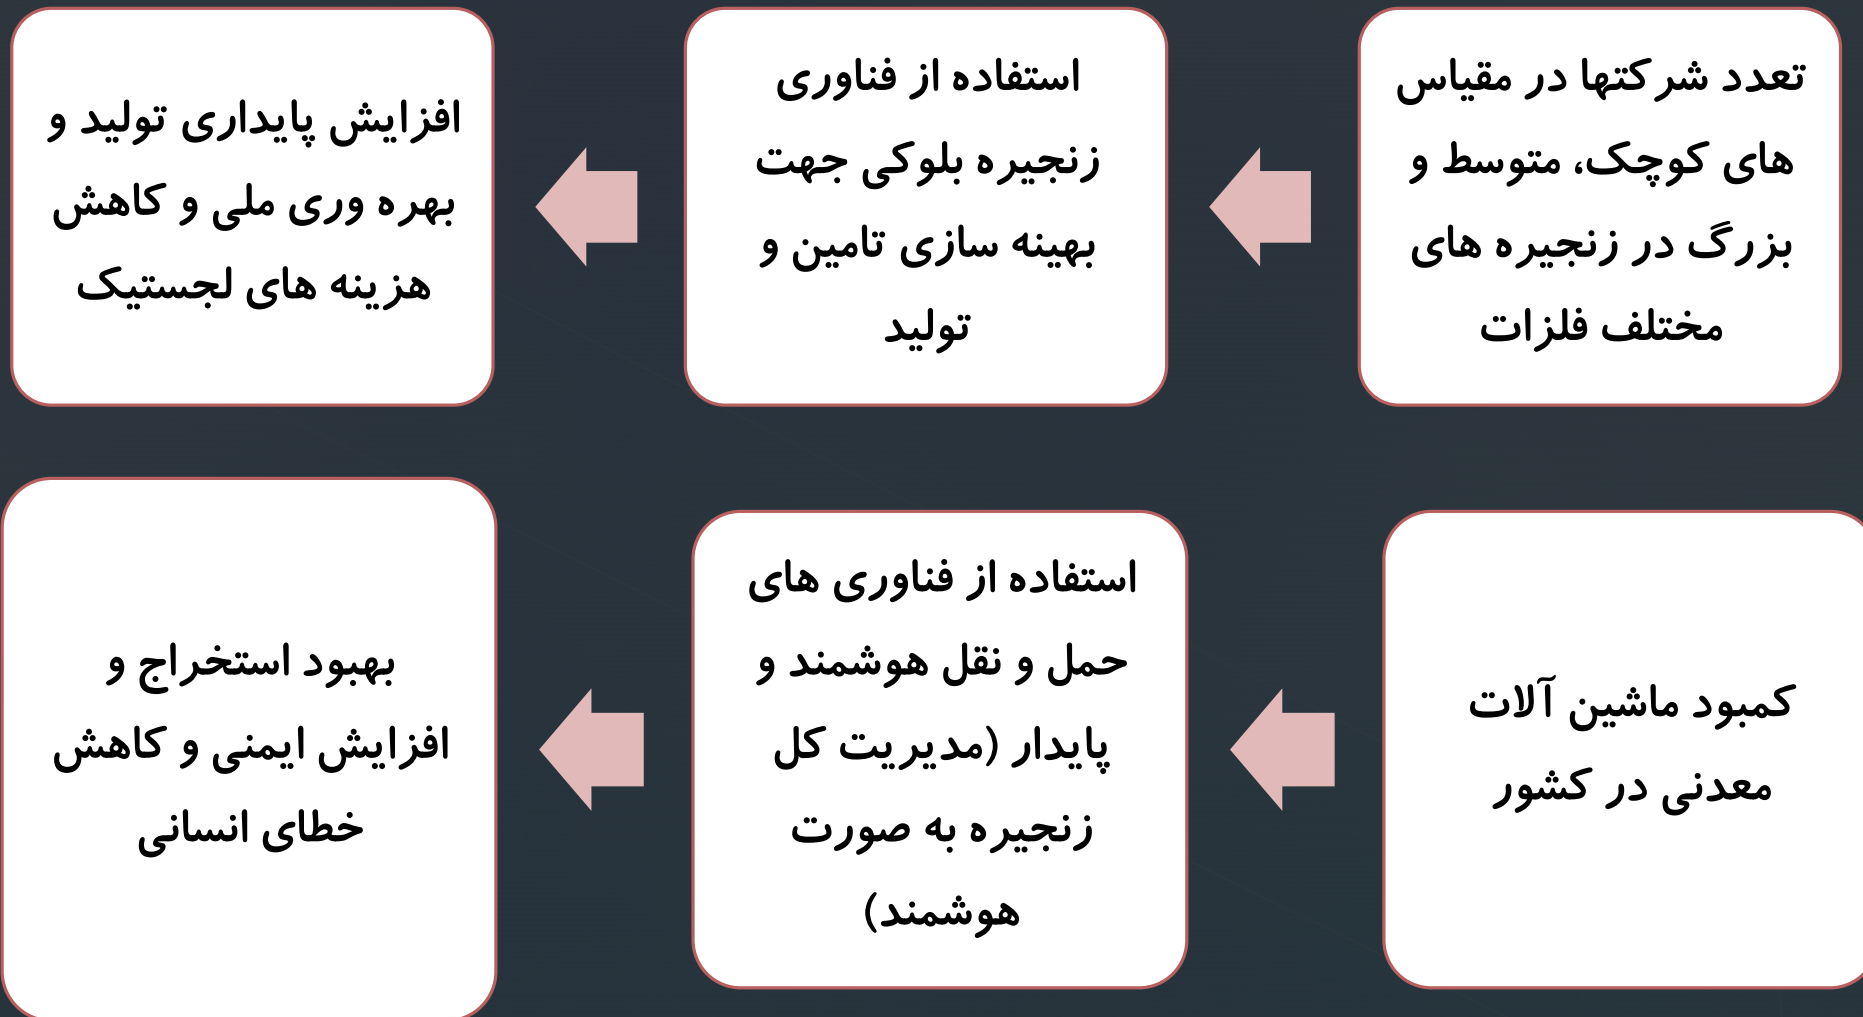 تعدد شرکتها در مقیاس
های کوچک، متوسط و
بزرگ در زنجیره های
مختلف فلزات
استفاده از فناوری
زنجیره بلوکی جهت
بهینه سازی تامین و
تولید
افزایش پایداری تولید و
بهره وری ملی و کاهش
هزینه های لجستیک
کمبود ماشین آلات
معدنی در کشور
استفاده از فناوری های
حمل و نقل هوشمند و
پایدار (مدیریت کل
زنجیره به صورت
هوشمند)
بهبود استخراج و
افزایش ایمنی و کاهش
خطای انسانی